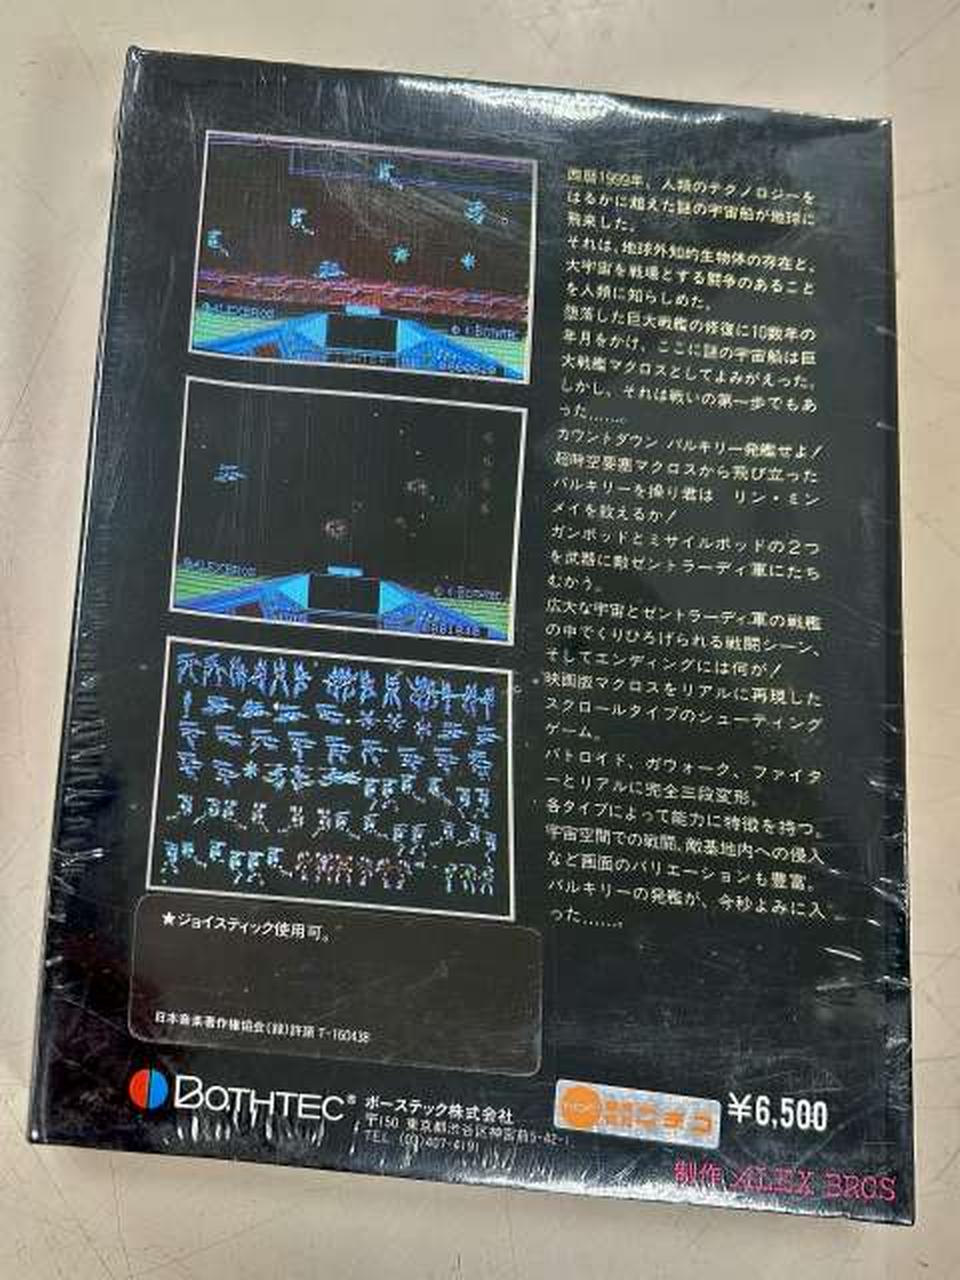 西暦1999年、人類のテクノロジーを
はるかに超えた謎の宇宙船が地球に
飛来した。
それは、地球外知的生物体の存在と、
大宇宙を戦場とする闘争のあること
を人類に知らしめた。
墜落した巨大戦艦の修復に10数年の
年月をかけ、ここに謎の宇宙船は巨
大戦艦マクロスとしてよみがえった。
しかし、それは戦いの第一歩でもあ
った……。
カウントダウン バルキリー発艦せよ!
超時空要塞マクロスから飛び立った
バルキリーを操り君は リン・ミン
メイを救えるか!
ガンポッドとミサイルポッドの2つ
を武器に敵ゼントラーディ軍にたち
むかう。
広大な宇宙とゼントラーディ軍の戦艦
の中でくりひろげられる戦闘シーン、
そしてエンディングには何が!
映画版マクロスをリアルに再現した
スクロールタイプのシューティング
ゲーム。
バトロイド、ガウォーク、ファイタ
ーとリアルに完全三段変形。
各タイプによって能力に特徴を持つ。
宇宙空間での戦闘、敵基地内への侵入
など画面のバリエーションも豊富。
バルキリーの発艦が、今秒よみに入
った……。
★ジョイスティック使用可。
日本音楽著作権協会(録)許諾 T-160438
BOTHTEC®
ボーステック株式会社
〒150 東京都渋谷区神宮前5-42-1
TEL (03)407-4191
¥6,500
制作 ALEX BROS